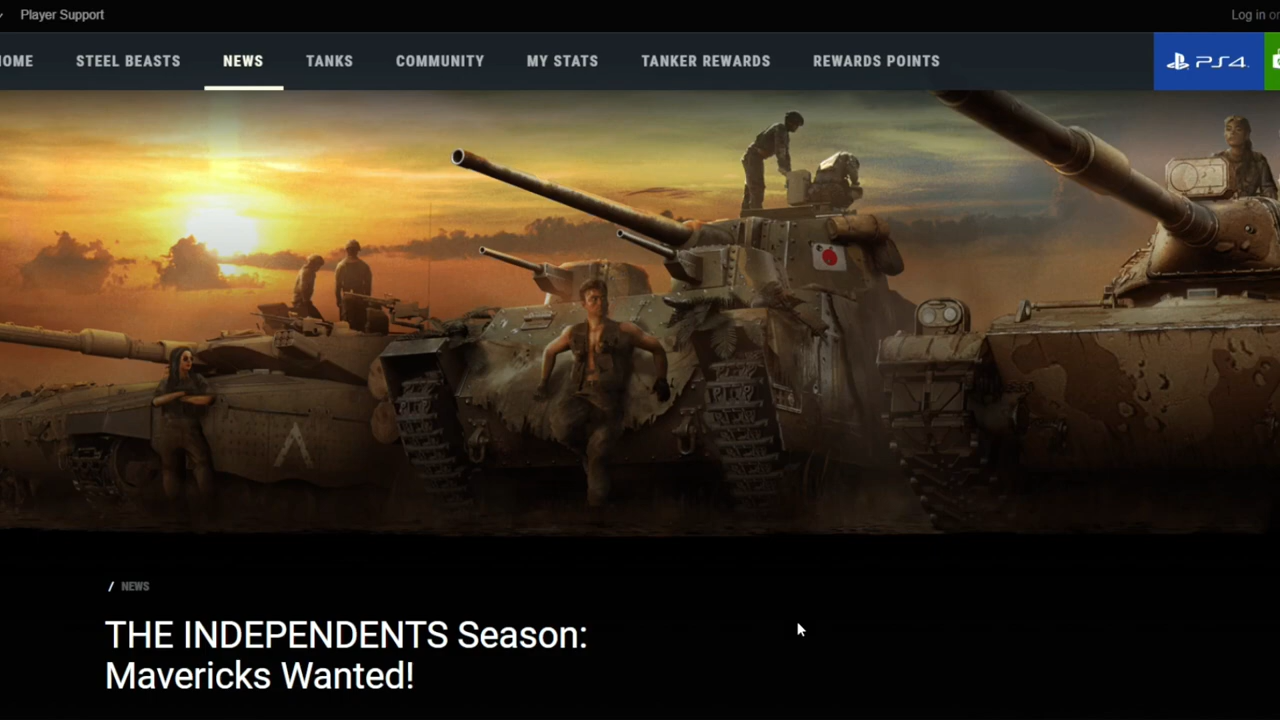 Player Support
Log in
HOME STEEL BEASTS NEWS TANKS COMMUNITY MY STATS TANKER REWARDS REWARDS POINTS PS4
/ NEWS
THE INDEPENDENTS Season:
Mavericks Wanted!